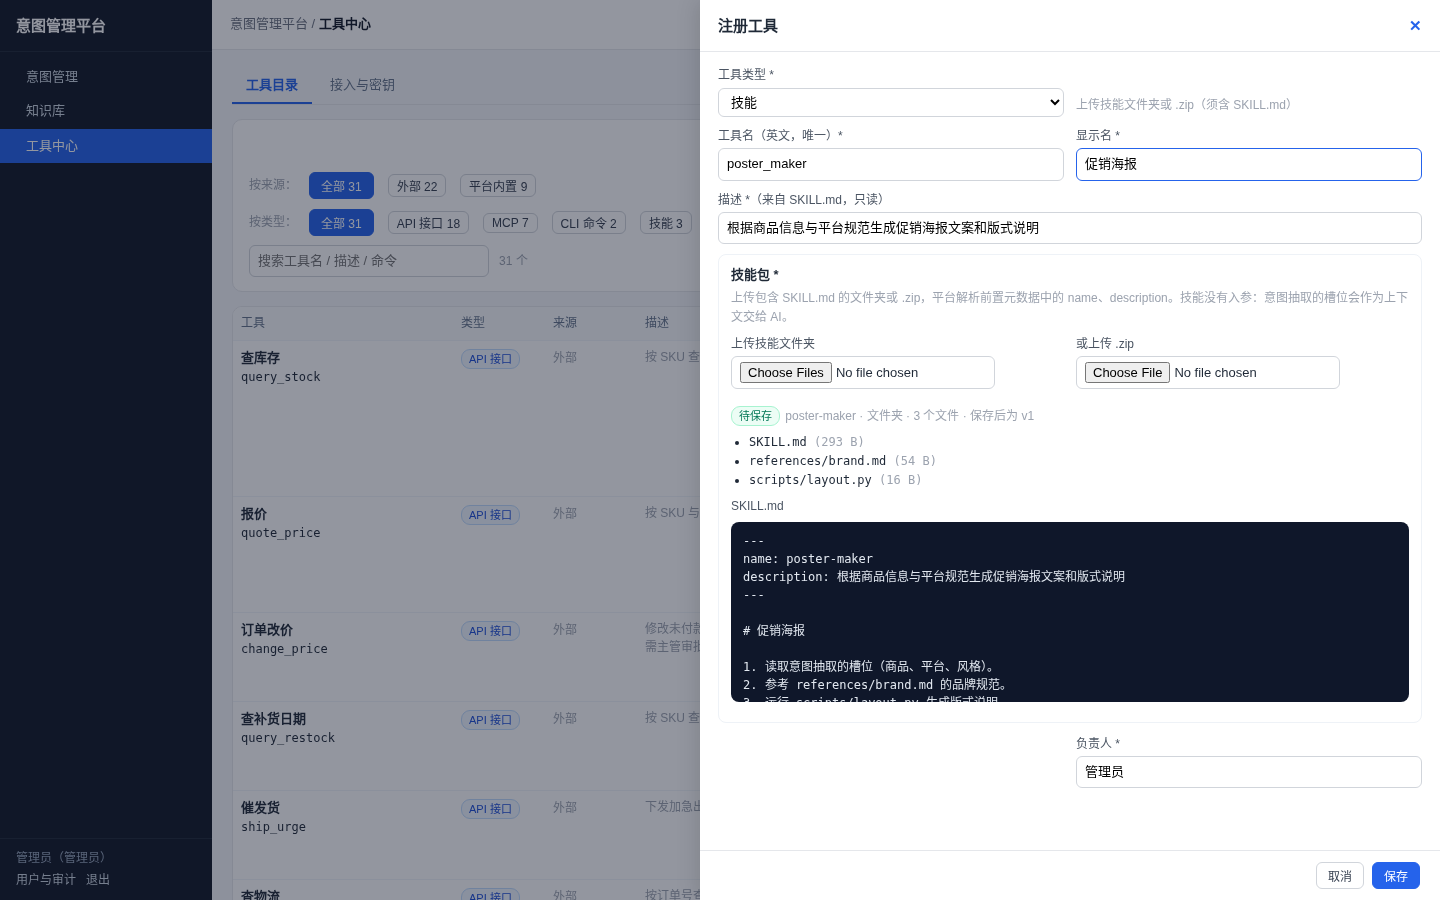 意图管理平台
意图管理
知识库
工具中心
管理员（管理员）
用户与审计 退出
意图管理平台 / 工具中心
工具目录 接入与密钥
按来源： 全部 31 外部 22 平台内置 9
按类型： 全部 31 API 接口 18 MCP 7 CLI 命令 2 技能 3
搜索工具名 / 描述 / 命令 31 个
工具 类型 来源 描述
查库存 API 接口 外部 按 SKU 查
query_stock
报价 API 接口 外部 按 SKU 与
quote_price
订单改价 API 接口 外部 修改未付款
change_price 需主管审批
查补货日期 API 接口 外部 按 SKU 查
query_restock
催发货 API 接口 外部 下发加急出
ship_urge
查物流 API 接口 外部 按订单号查
注册工具 ✕
工具类型 *
技能 上传技能文件夹或 .zip（须含 SKILL.md）
工具名（英文，唯一）* 显示名 *
poster_maker 促销海报
描述 *（来自 SKILL.md，只读）
根据商品信息与平台规范生成促销海报文案和版式说明
技能包 *
上传包含 SKILL.md 的文件夹或 .zip，平台解析前置元数据中的 name、description。技能没有入参：意图抽取的槽位会作为上下
文交给 AI。
上传技能文件夹 或上传 .zip
Choose Files No file chosen Choose File No file chosen
待保存 poster-maker · 文件夹 · 3 个文件 · 保存后为 v1
• SKILL.md (293 B)
• references/brand.md (54 B)
• scripts/layout.py (16 B)
SKILL.md
---
name: poster-maker
description: 根据商品信息与平台规范生成促销海报文案和版式说明
---
# 促销海报
1. 读取意图抽取的槽位（商品、平台、风格）。
2. 参考 references/brand.md 的品牌规范。
3. 运行 scripts/layout.py 生成版式说明
负责人 *
管理员
取消 保存